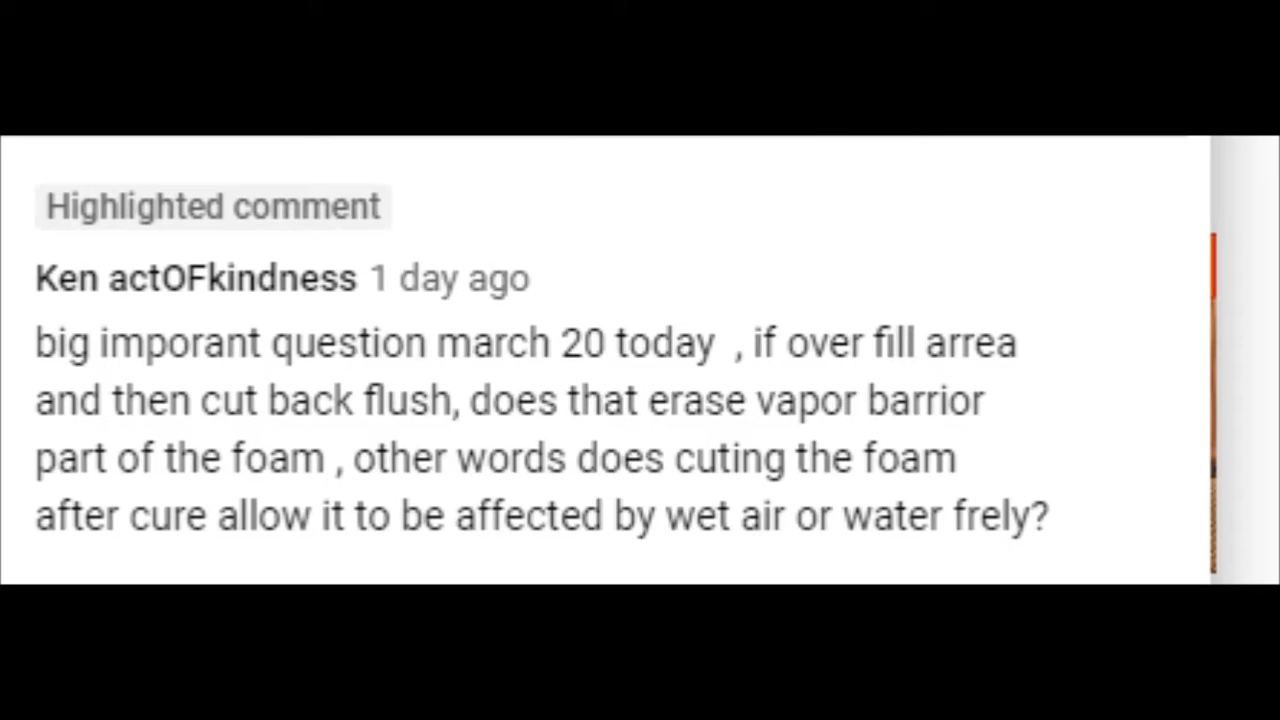 Highlighted comment
Ken actOFkindness 1 day ago
big imporant question march 20 today , if over fill arrea
and then cut back flush, does that erase vapor barrior
part of the foam , other words does cuting the foam
after cure allow it to be affected by wet air or water frely?